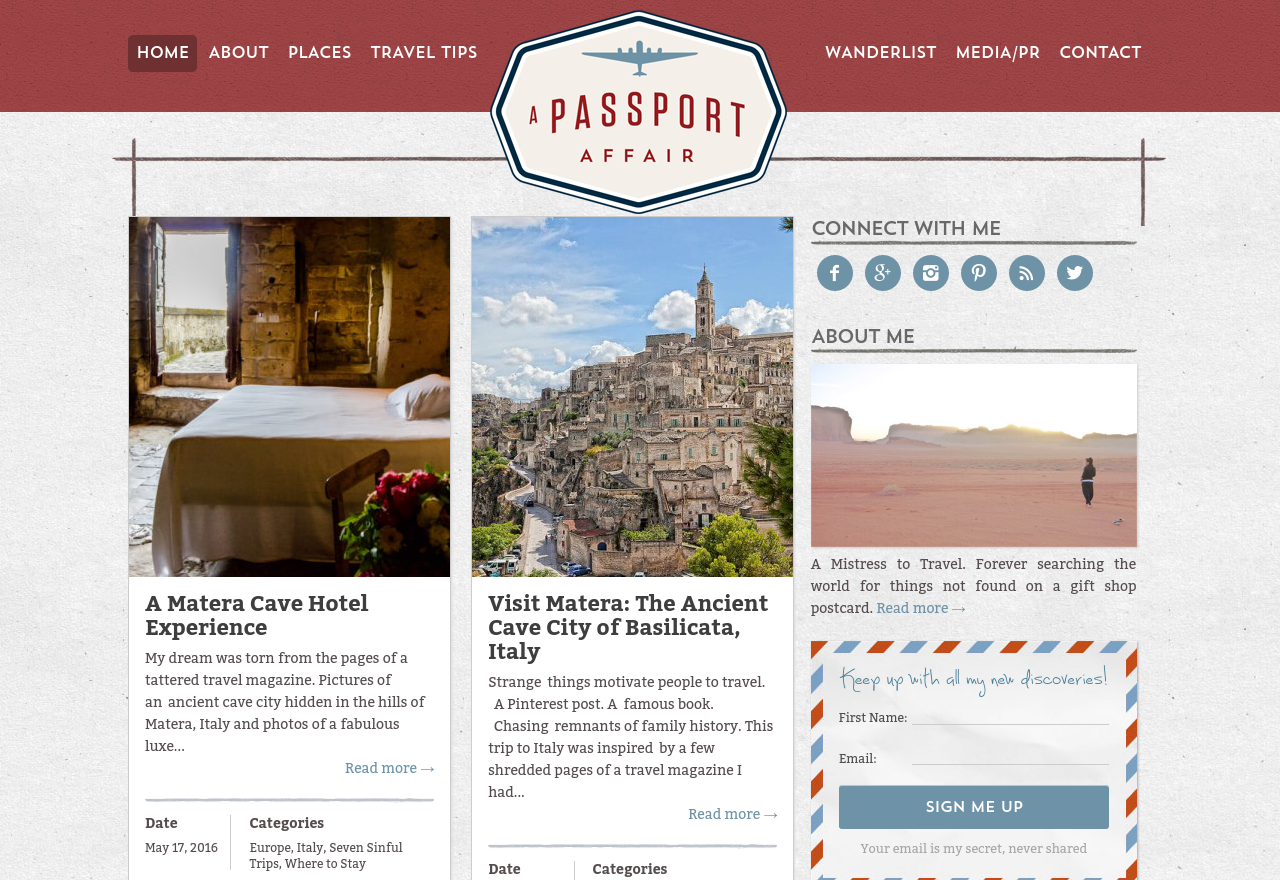 HOME ABOUT PLACES TRAVEL TIPS
A PASSPORT
AFFAIR
WANDERLIST MEDIA/PR CONTACT
A Matera Cave Hotel
Experience
My dream was torn from the pages of a
tattered travel magazine. Pictures of
an ancient cave city hidden in the hills of
Matera, Italy and photos of a fabulous
luxe...
Read more →
Date
May 17, 2016
Categories
Europe, Italy, Seven Sinful
Trips, Where to Stay
Visit Matera: The Ancient
Cave City of Basilicata,
Italy
Strange things motivate people to travel.
A Pinterest post. A famous book.
Chasing remnants of family history. This
trip to Italy was inspired by a few
shredded pages of a travel magazine I
had...
Read more →
Date
Categories
CONNECT WITH ME
ABOUT ME
A Mistress to Travel. Forever searching the
world for things not found on a gift shop
postcard. Read more →
Keep up with all my new discoveries!
First Name:
Email:
SIGN ME UP
Your email is my secret, never shared